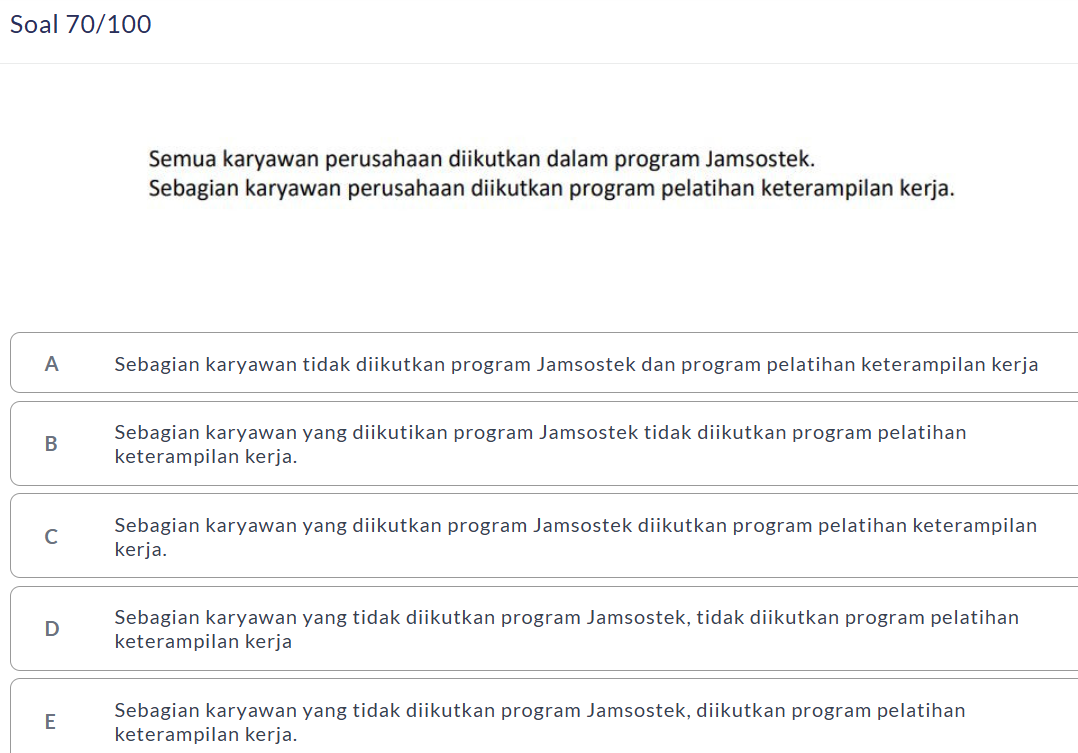 Soal 70/100
Semua karyawan perusahaan diikutkan dalam program Jamsostek.
Sebagian karyawan perusahaan diikutkan program pelatihan keterampilan kerja.
A Sebagian karyawan tidak diikutkan program Jamsostek dan program pelatihan keterampilan kerja
B Sebagian karyawan yang diikutikan program Jamsostek tidak diikutkan program pelatihan
keterampilan kerja.
C Sebagian karyawan yang diikutkan program Jamsostek diikutkan program pelatihan keterampilan
kerja.
D Sebagian karyawan yang tidak diikutkan program Jamsostek, tidak diikutkan program pelatihan
keterampilan kerja
E Sebagian karyawan yang tidak diikutkan program Jamsostek, diikutkan program pelatihan
keterampilan kerja.